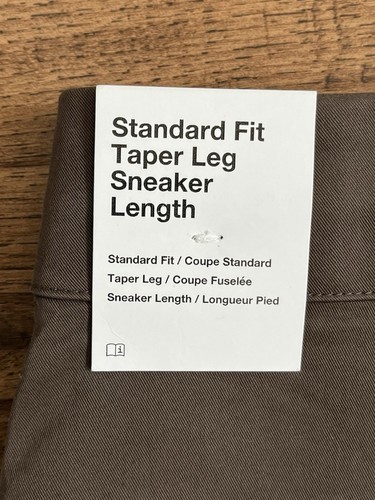 Standard Fit
Taper Leg
Sneaker
Length
Standard Fit / Coupe Standard
Taper Leg / Coupe Fuselée
Sneaker Length / Longueur Pied
i